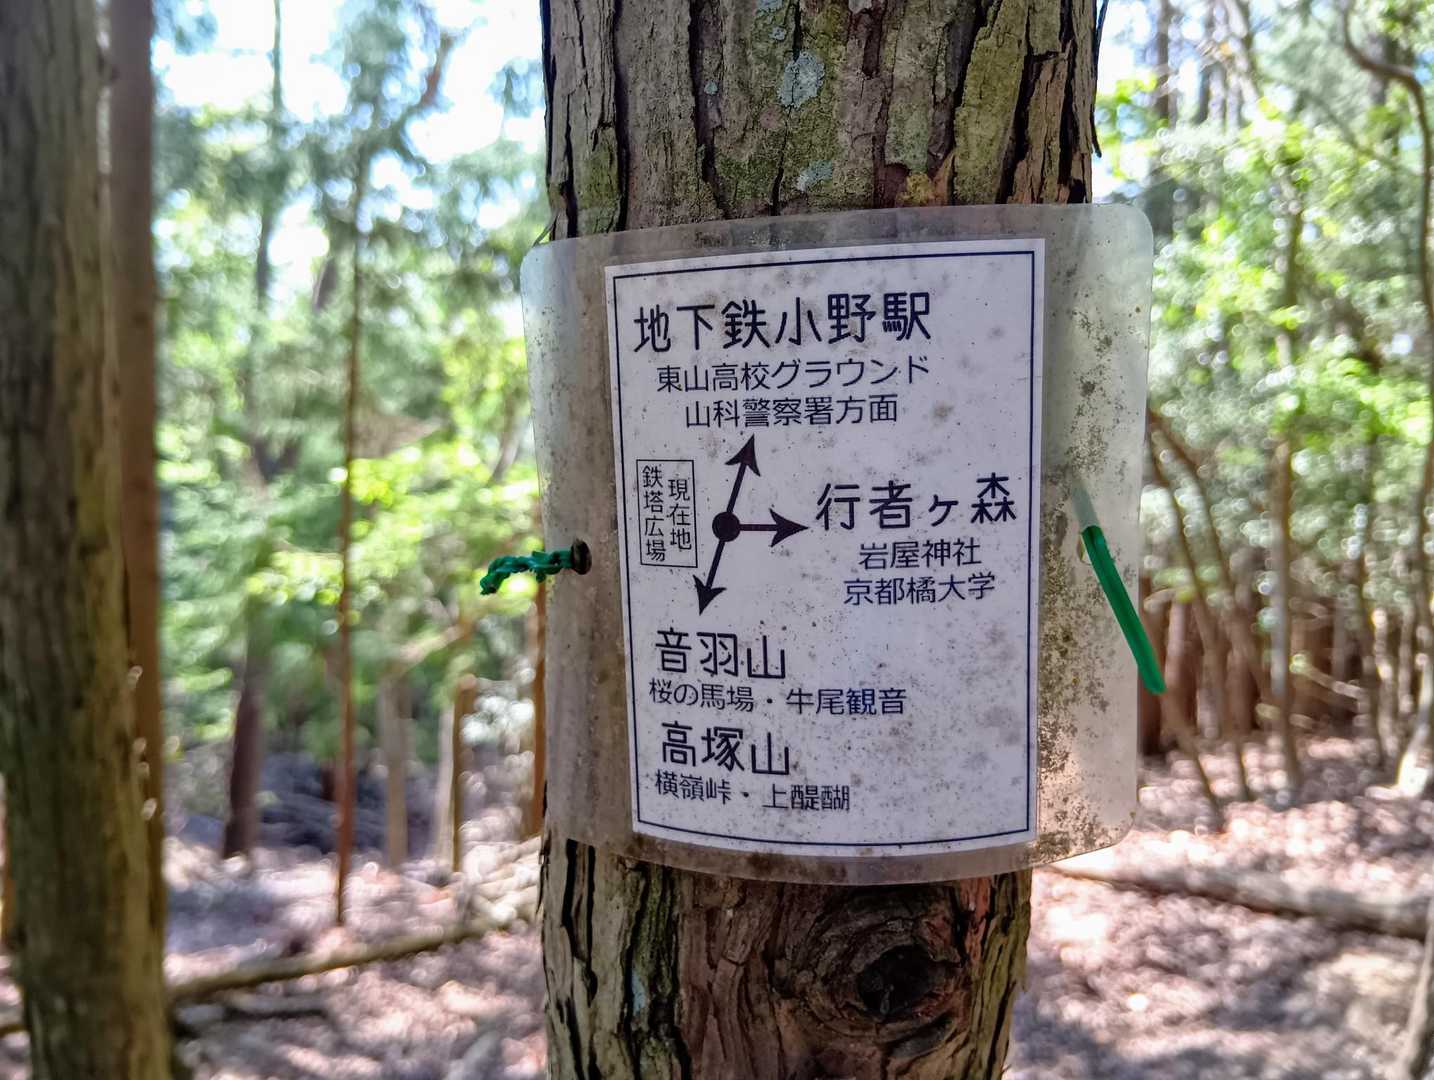 地下鉄小野駅
東山高校グラウンド
山科警察署方面
現在地
鉄塔広場
行者ヶ森
岩屋神社
京都橘大学
音羽山
桜の馬場・牛尾観音
高塚山
横嶺峠・上醍醐